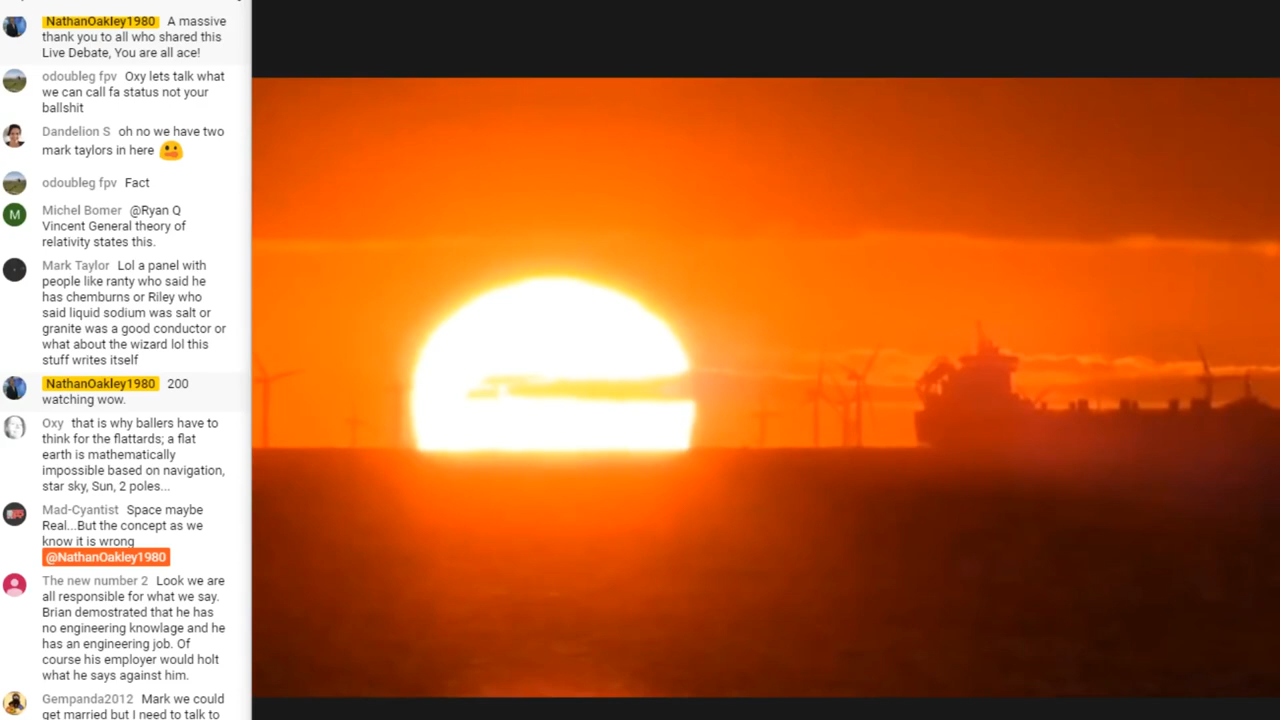 NathanOakley1980 A massive
thank you to all who shared this
Live Debate, You are all ace!
odoubleg fpv Oxy lets talk what
we can call fa status not your
ballshit
Dandelion S oh no we have two
mark taylors in here
odoubleg fpv Fact
Michel Bomer @Ryan Q
Vincent General theory of
relativity states this.
Mark Taylor Lol a panel with
people like ranty who said he
has chemburns or Riley who
said liquid sodium was salt or
granite was a good conductor or
what about the wizard lol this
stuff writes itself
NathanOakley1980 200
watching wow.
Oxy that is why ballers have to
think for the flattards; a flat
earth is mathematically
impossible based on navigation,
star sky, Sun, 2 poles...
Mad-Cyantist Space maybe
Real...But the concept as we
know it is wrong
@NathanOakley1980
The new number 2 Look we are
all responsible for what we say.
Brian demostrated that he has
no engineering knowlage and he
has an engineering job. Of
course his employer would holt
what he says against him.
Gempanda2012 Mark we could
get married but I need to talk to